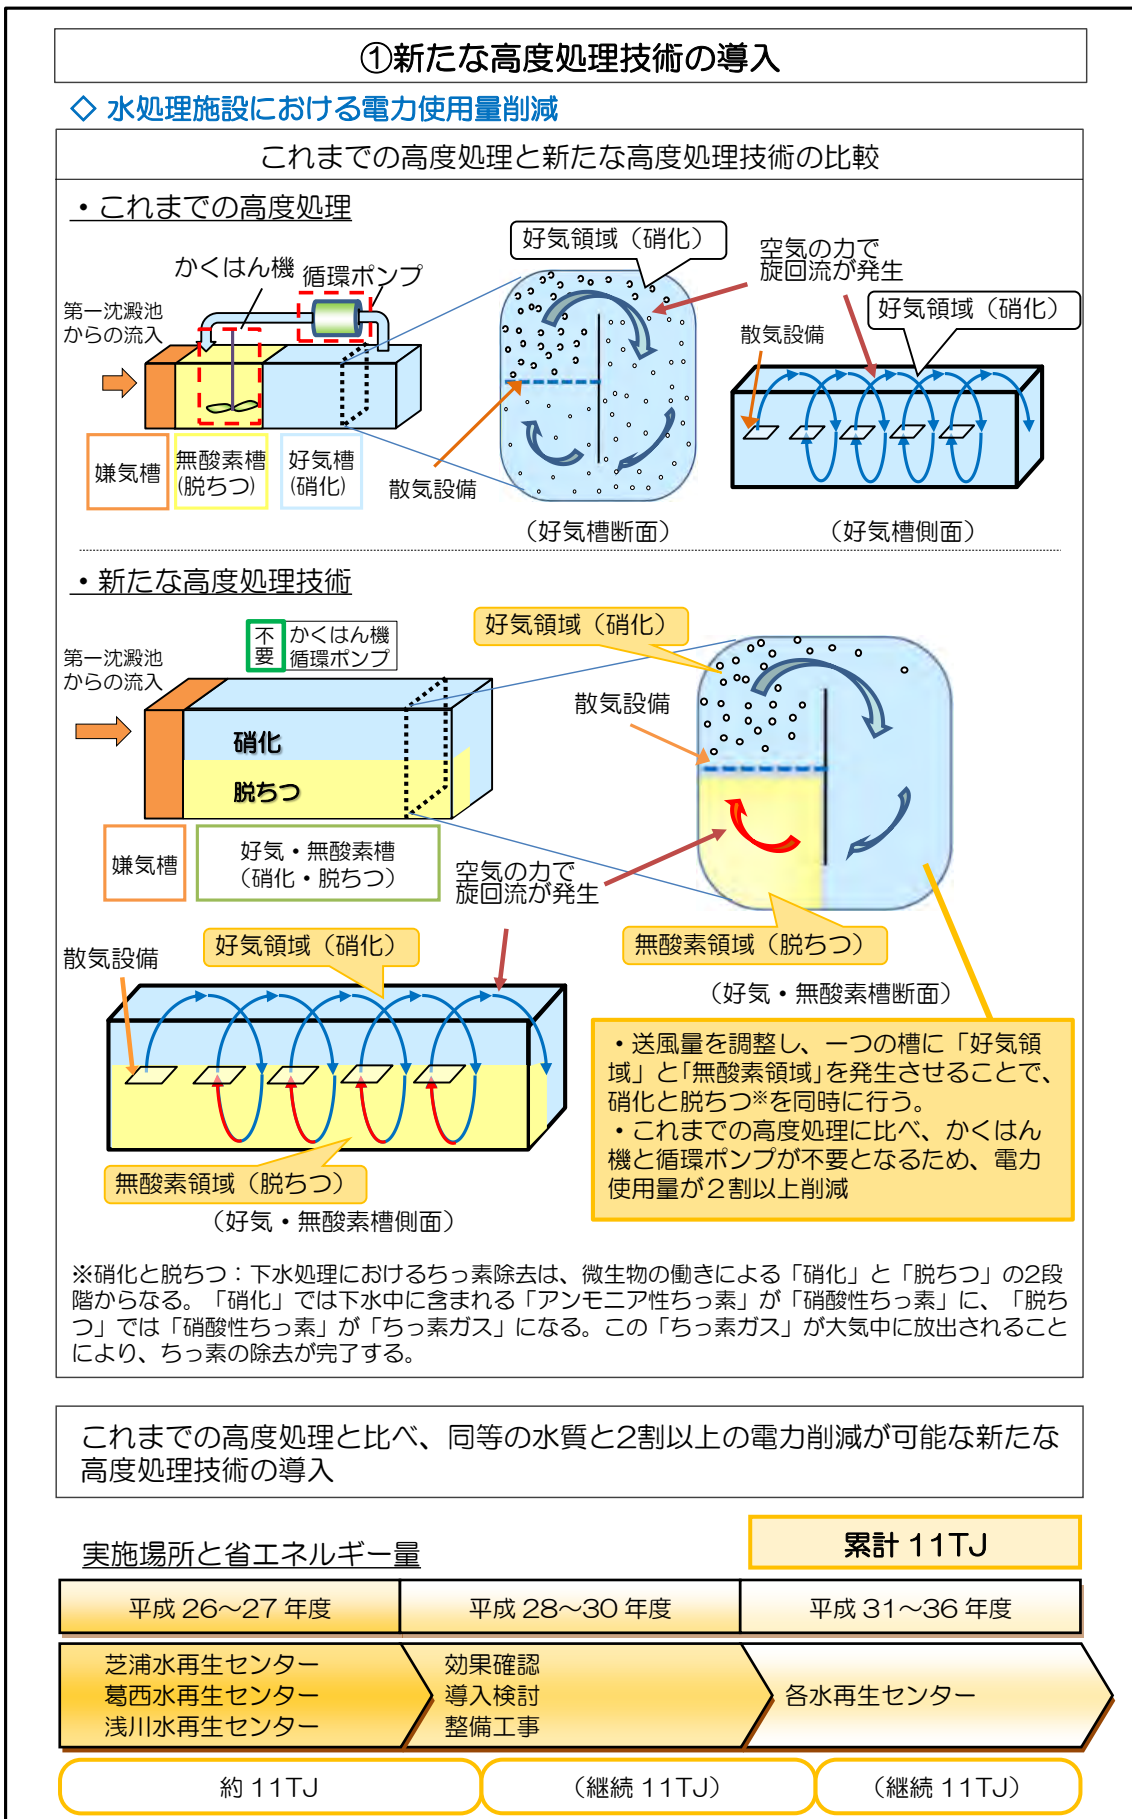 ①新たな高度処理技術の導入
◇ 水処理施設における電力使用量削減
これまでの高度処理と新たな高度処理技術の比較
・これまでの高度処理
好気領域（硝化）
空気の力で
旋回流が発生
かくはん機
循環ポンプ
第一沈澱池
からの流入
好気領域（硝化）
散気設備
嫌気槽
無酸素槽
(脱ちつ)
好気槽
(硝化)
散気設備
（好気槽断面）
（好気槽側面）
・新たな高度処理技術
不要
かくはん機
循環ポンプ
好気領域（硝化）
第一沈澱池
からの流入
散気設備
硝化
脱ちつ
嫌気槽
好気・無酸素槽
（硝化・脱ちつ）
空気の力で
旋回流が発生
無酸素領域（脱ちつ）
好気領域（硝化）
散気設備
（好気・無酸素槽断面）
・送風量を調整し、一つの槽に「好気領
域」と「無酸素領域」を発生させることで、
硝化と脱ちつ※を同時に行う。
・これまでの高度処理に比べ、かくはん
機と循環ポンプが不要となるため、電力
使用量が２割以上削減
無酸素領域（脱ちつ）
（好気・無酸素槽側面）
※硝化と脱ちつ：下水処理におけるちっ素除去は、微生物の働きによる「硝化」と「脱ちつ」の2段
階からなる。「硝化」では下水中に含まれる「アンモニア性ちっ素」が「硝酸性ちっ素」に、「脱ち
つ」では「硝酸性ちっ素」が「ちっ素ガス」になる。この「ちっ素ガス」が大気中に放出されること
により、ちっ素の除去が完了する。
これまでの高度処理と比べ、同等の水質と2割以上の電力削減が可能な新たな
高度処理技術の導入
実施場所と省エネルギー量
累計 11TJ
平成 26～27 年度
平成 28～30 年度
平成 31～36 年度
芝浦水再生センター
葛西水再生センター
浅川水再生センター
効果確認
導入検討
整備工事
各水再生センター
約 11TJ
（継続 11TJ）
（継続 11TJ）